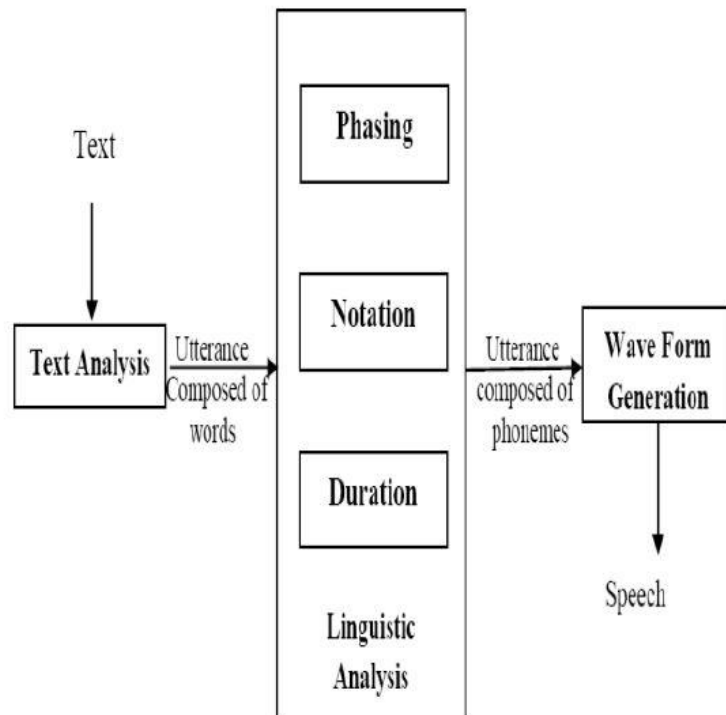 Text
Text Analysis
Utterance
Composed of
words
Phasing
Notation
Duration
Linguistic
Analysis
Utterance
composed of
phonemes
Wave Form
Generation
Speech